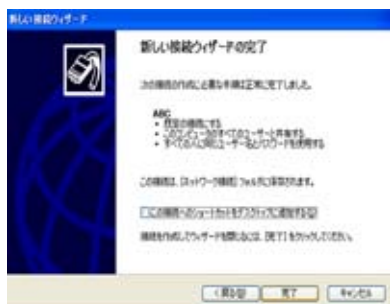 新しい接続ウィザード
新しい接続ウィザードの完了
次の接続の作成に必要な手順は正常に完了しました。
ABC
• 既定の接続にする
• このコンピュータのすべてのユーザーと共有する
• すべての人に同じユーザー名とパスワードを使用する
この接続は、[ネットワーク接続] フォルダに保存されます。
この接続へのショートカットをデスクトップに追加する(S)
接続を作成してウィザードを閉じるには、[完了] をクリックしてください。
< 戻る(B)
完了
キャンセル